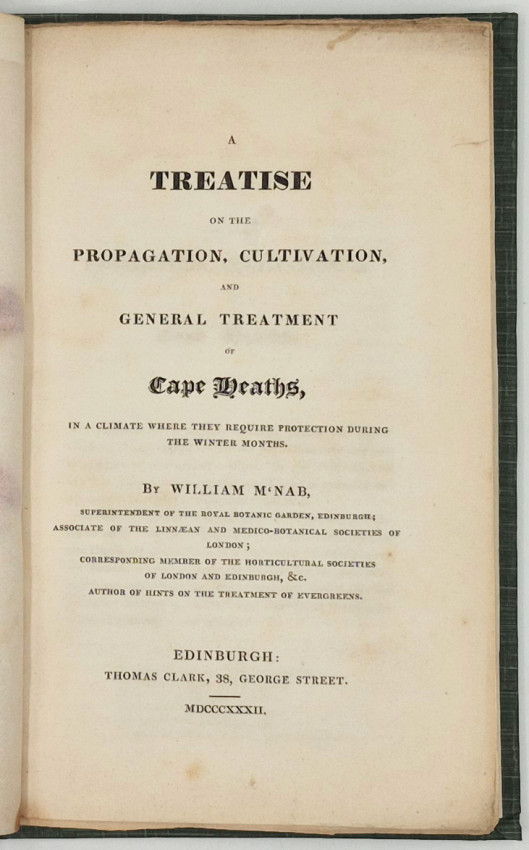 A
TREATISE
ON THE
PROPAGATION, CULTIVATION,
AND
GENERAL TREATMENT
OF
Cape Heaths,
IN A CLIMATE WHERE THEY REQUIRE PROTECTION DURING
THE WINTER MONTHS.
BY WILLIAM M‘NAB,
SUPERINTENDENT OF THE ROYAL BOTANIC GARDEN, EDINBURGH;
ASSOCIATE OF THE LINNÆAN AND MEDICO-BOTANICAL SOCIETIES OF
LONDON;
CORRESPONDING MEMBER OF THE HORTICULTURAL SOCIETIES
OF LONDON AND EDINBURGH, &c.
AUTHOR OF HINTS ON THE TREATMENT OF EVERGREENS.
EDINBURGH:
THOMAS CLARK, 38, GEORGE STREET.
MDCCCXXXII.